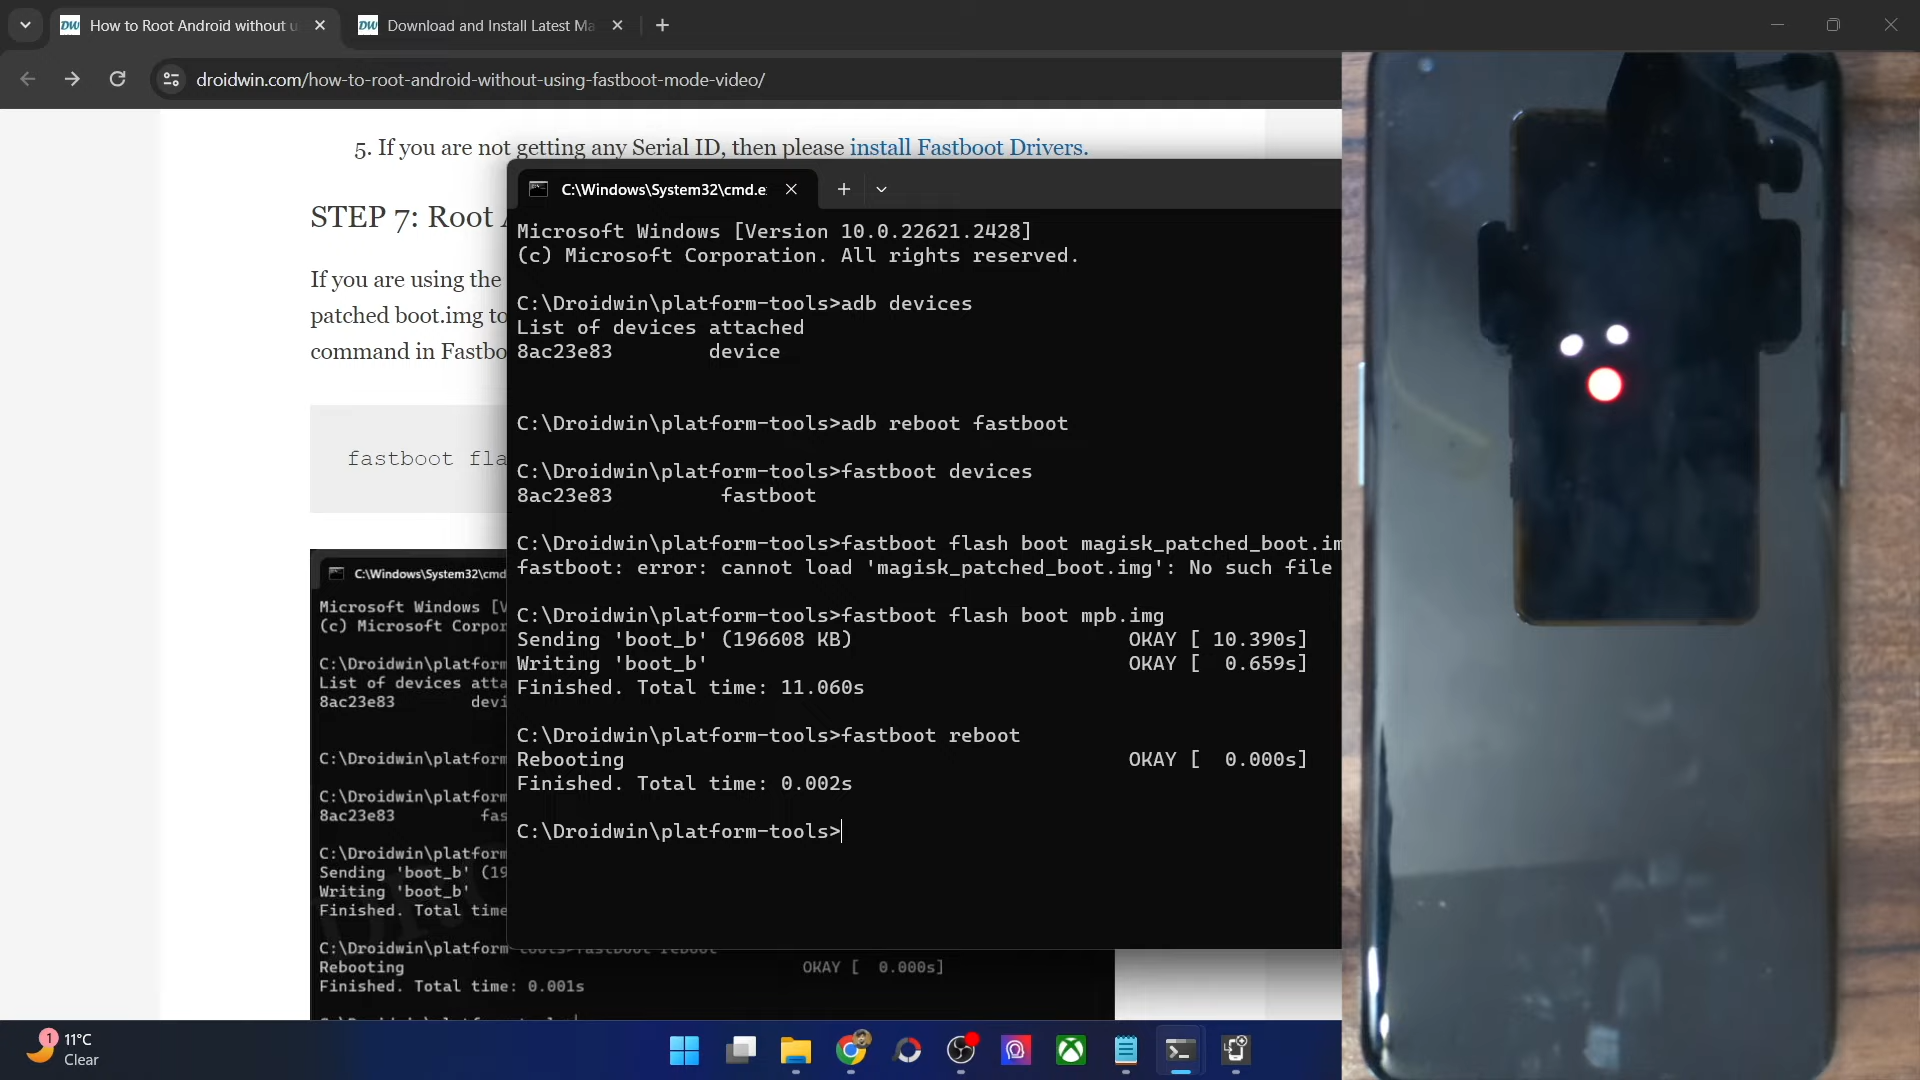 DW How to Root Android without u
DW Download and Install Latest Ma
droidwin.com/how-to-root-android-without-using-fastboot-mode-video/
5. If you are not getting any Serial ID, then please install Fastboot Drivers.
STEP 7: Root
If you are using the
patched boot.img to
command in Fastbo
fastboot fla
C:\Windows\System32\cmd.e
Microsoft Windows [Version 10.0.22621.2428]
(c) Microsoft Corporation. All rights reserved.
C:\Droidwin\platform-tools>adb devices
List of devices attached
8ac23e83 device
C:\Droidwin\platform-tools>adb reboot fastboot
C:\Droidwin\platform-tools>fastboot devices
8ac23e83 fastboot
C:\Droidwin\platform-tools>fastboot flash boot magisk_patched_boot.im
fastboot: error: cannot load 'magisk_patched_boot.img': No such file
C:\Droidwin\platform-tools>fastboot flash boot mpb.img
Sending 'boot_b' (196608 KB) OKAY [ 10.390s]
Writing 'boot_b' OKAY [ 0.659s]
Finished. Total time: 11.060s
C:\Droidwin\platform-tools>fastboot reboot
Rebooting OKAY [ 0.000s]
Finished. Total time: 0.002s
C:\Droidwin\platform-tools>
C:\Windows\System32\cmd
Microsoft Windows [V
(c) Microsoft Corpor
C:\Droidwin\platform
List of devices atta
8ac23e83 devi
C:\Droidwin\platform
C:\Droidwin\platform
8ac23e83 fas
C:\Droidwin\platform
Sending 'boot_b' (19
Writing 'boot_b'
Finished. Total time
C:\Droidwin\platform-tools>fastboot reboot
Rebooting OKAY [ 0.000s]
Finished. Total time: 0.001s
1
11°C
Clear